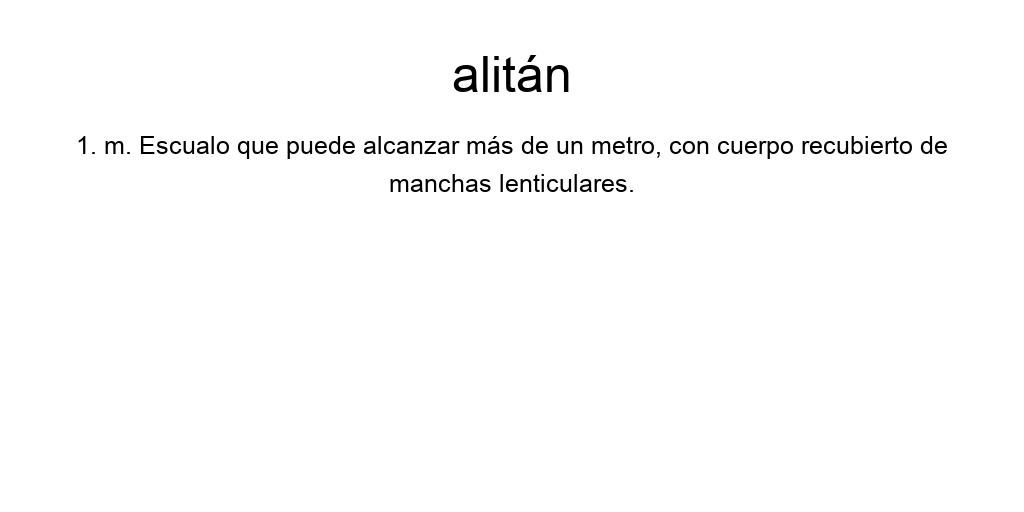 alitán
1. m. Escualo que puede alcanzar más de un metro, con cuerpo recubierto de
manchas lenticulares.